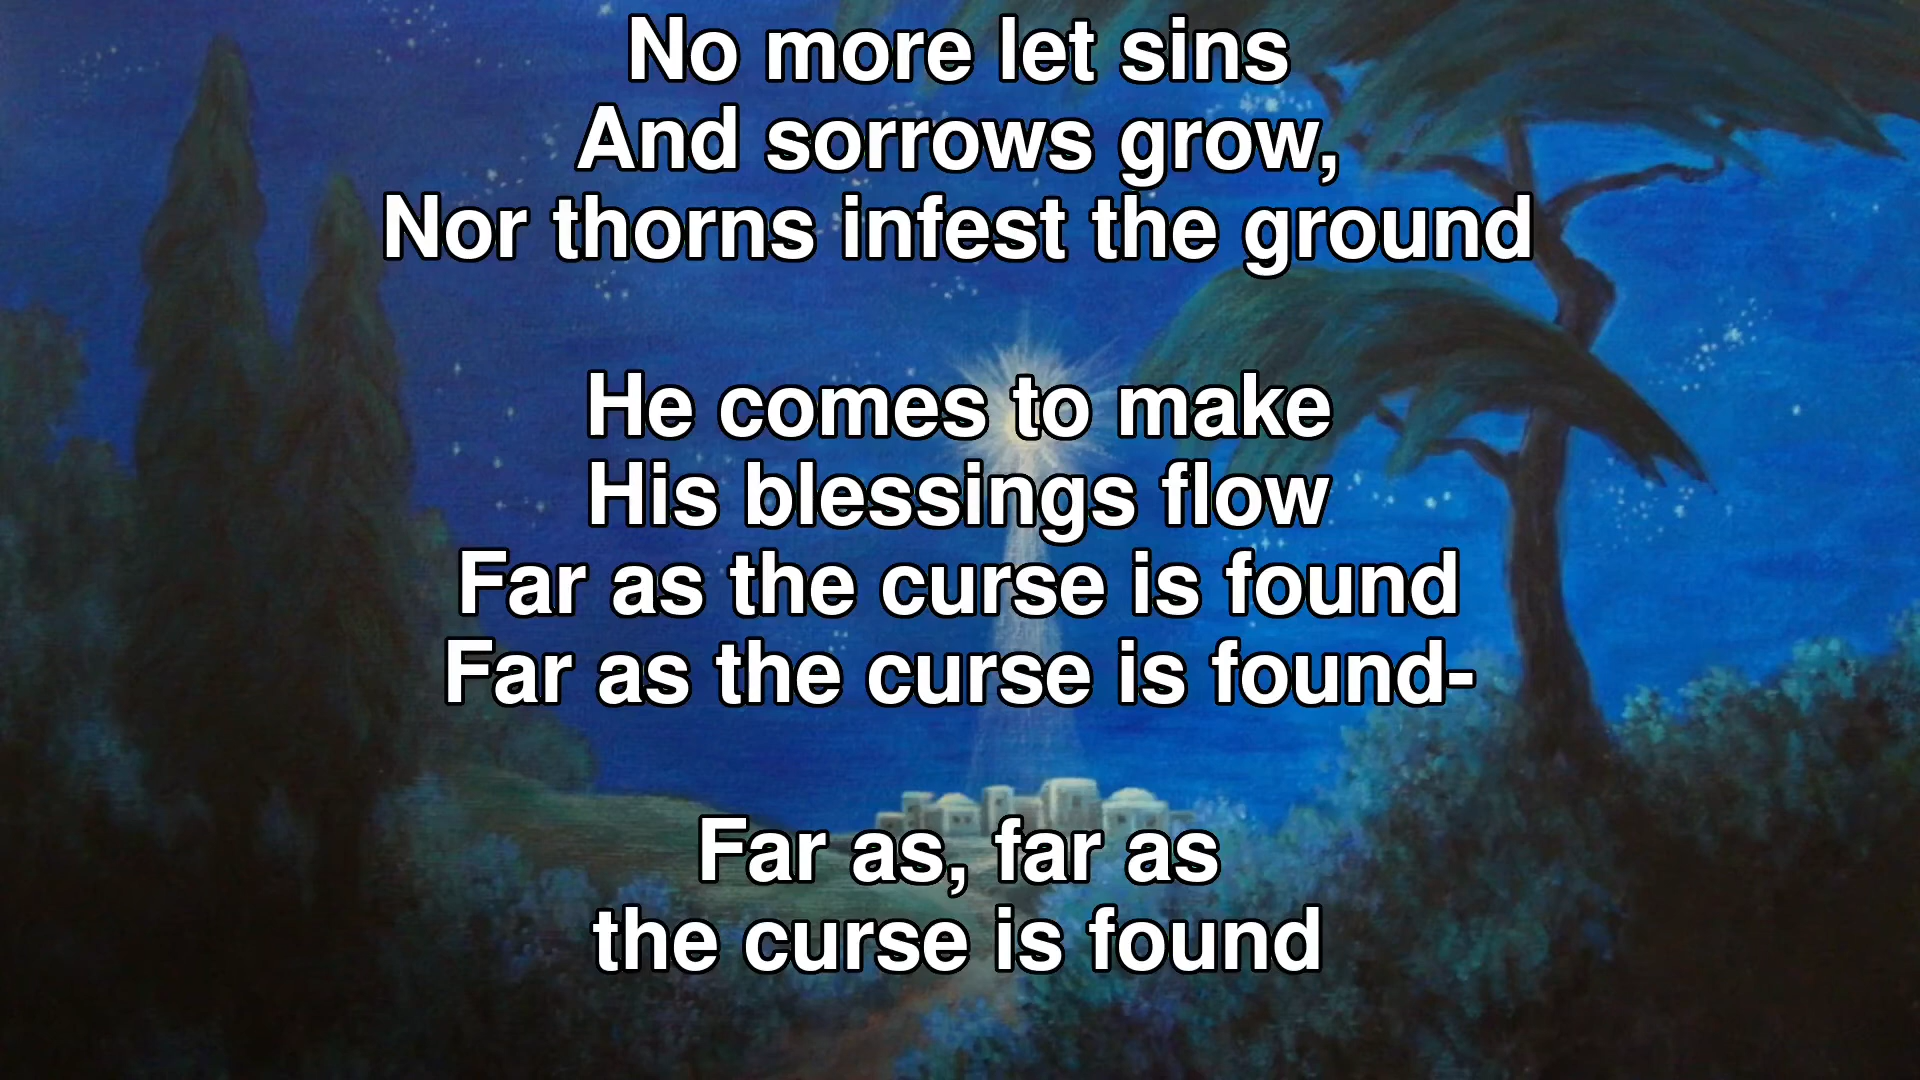 No more let sins
And sorrows grow,
Nor thorns infest the ground
He comes to make
His blessings flow
Far as the curse is found
Far as the curse is found-
Far as, far as
the curse is found